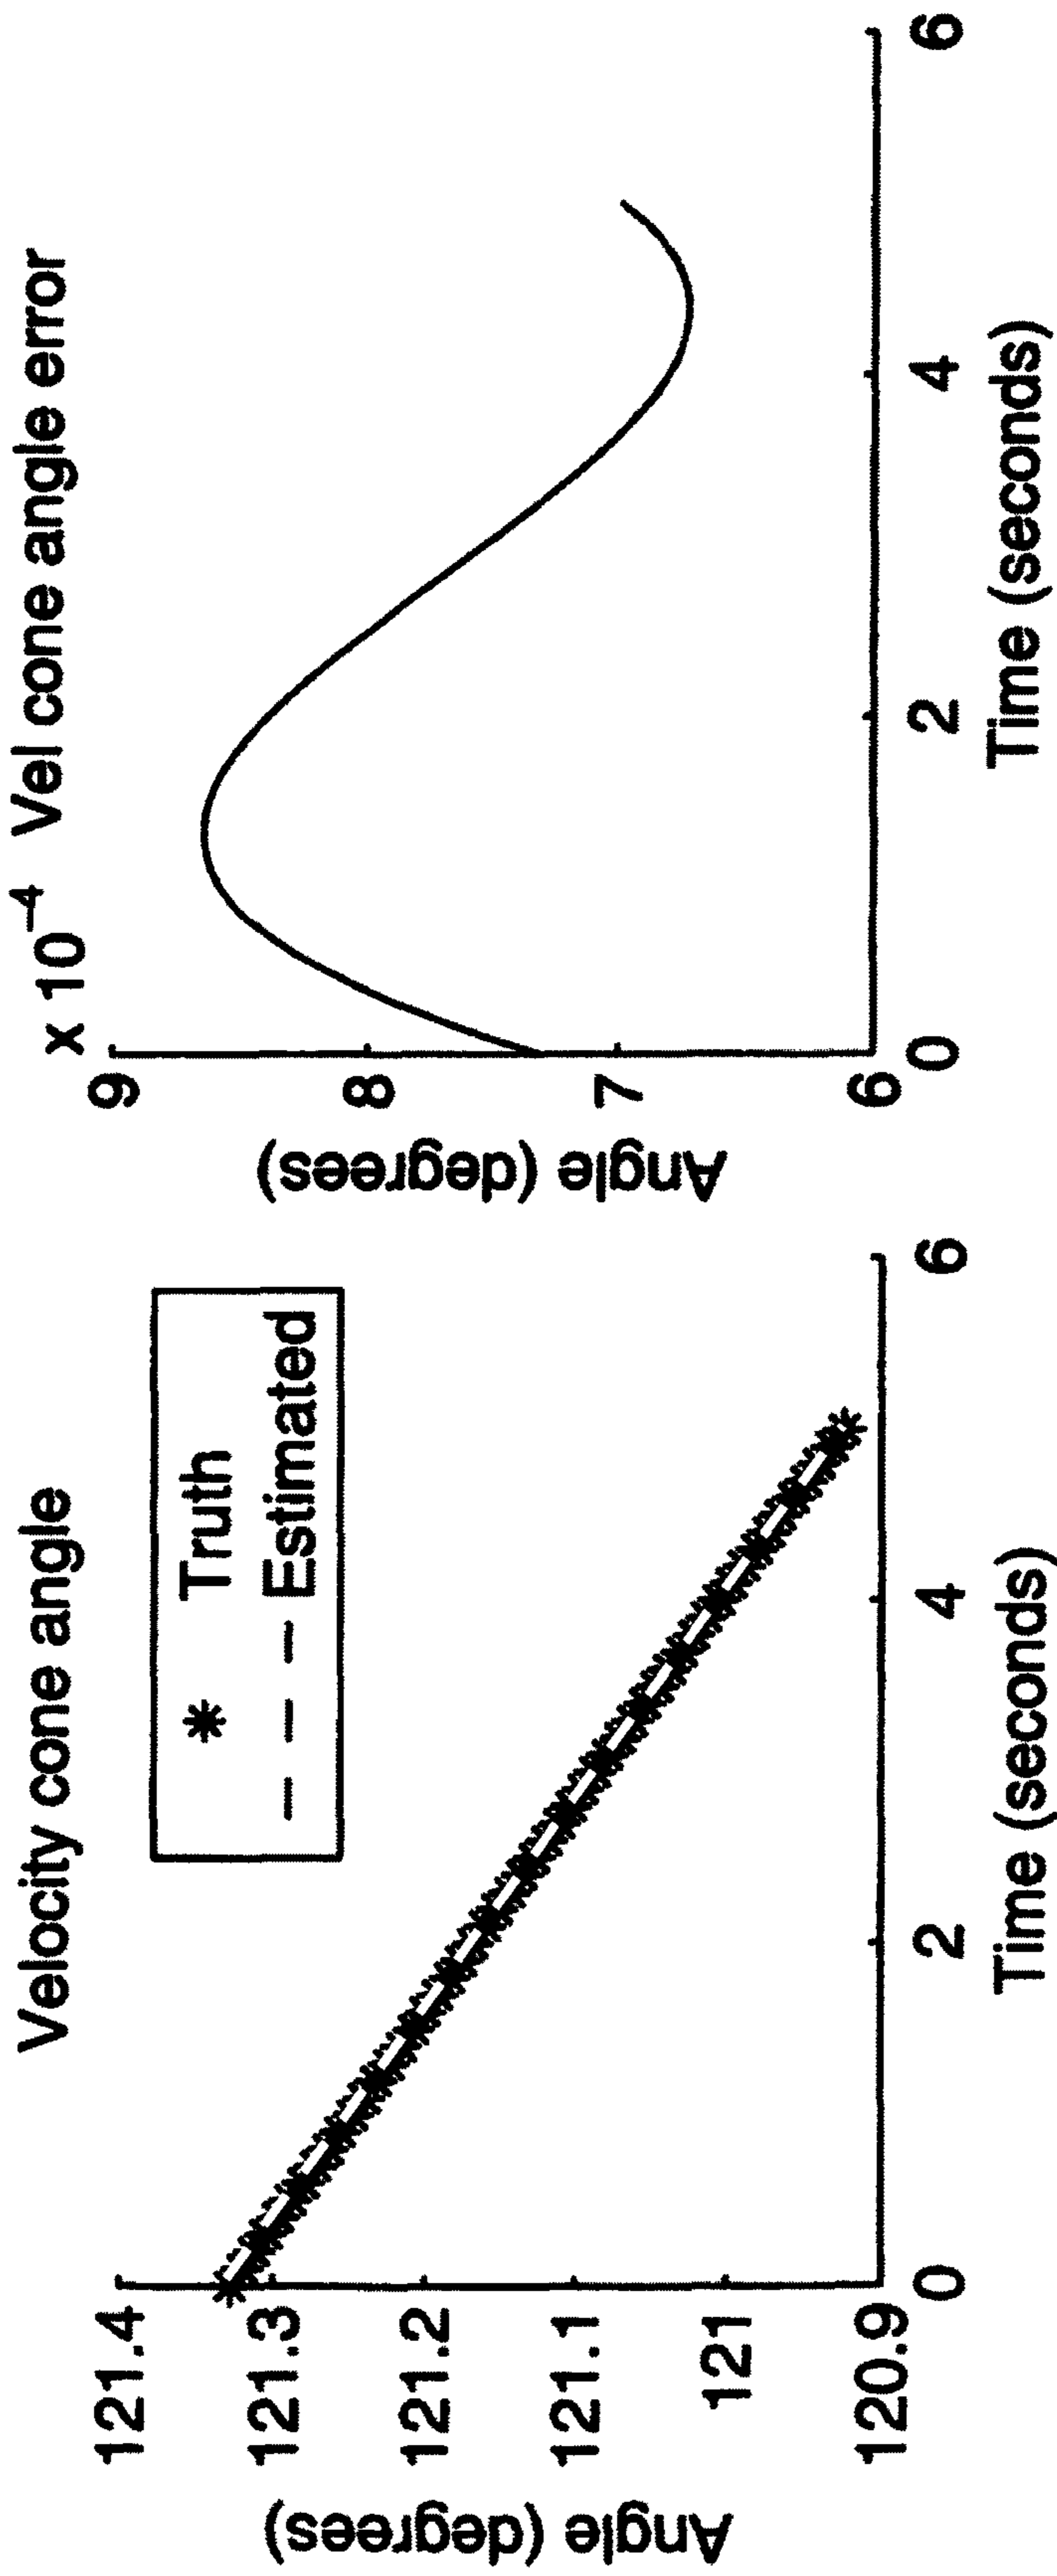 Velocity cone angle
Angle (degrees)
121.4
121.3
121.2
121.1
121
120.9
* Truth
– – – Estimated
0 2 4 6
Time (seconds)
x 10⁻⁴ Vel cone angle error
Angle (degrees)
9
8
7
6
0 2 4 6
Time (seconds)